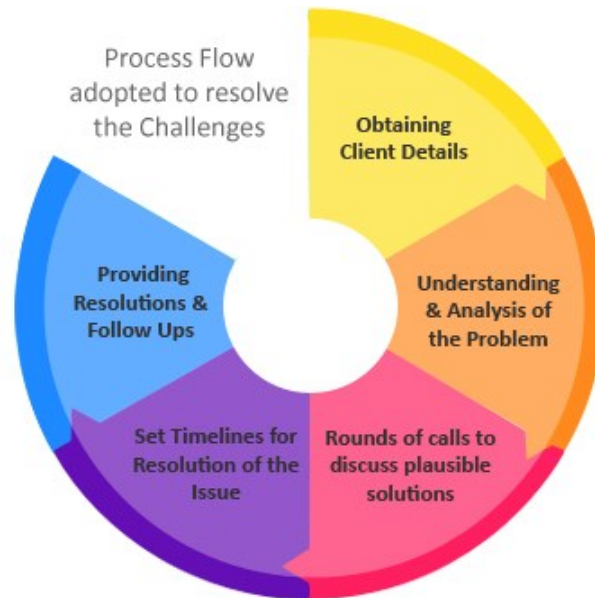 Process Flow
adopted to resolve
the Challenges
Obtaining
Client Details
Understanding
& Analysis of
the Problem
Rounds of calls to
discuss plausible
solutions
Set Timelines for
Resolution of the
Issue
Providing
Resolutions &
Follow Ups